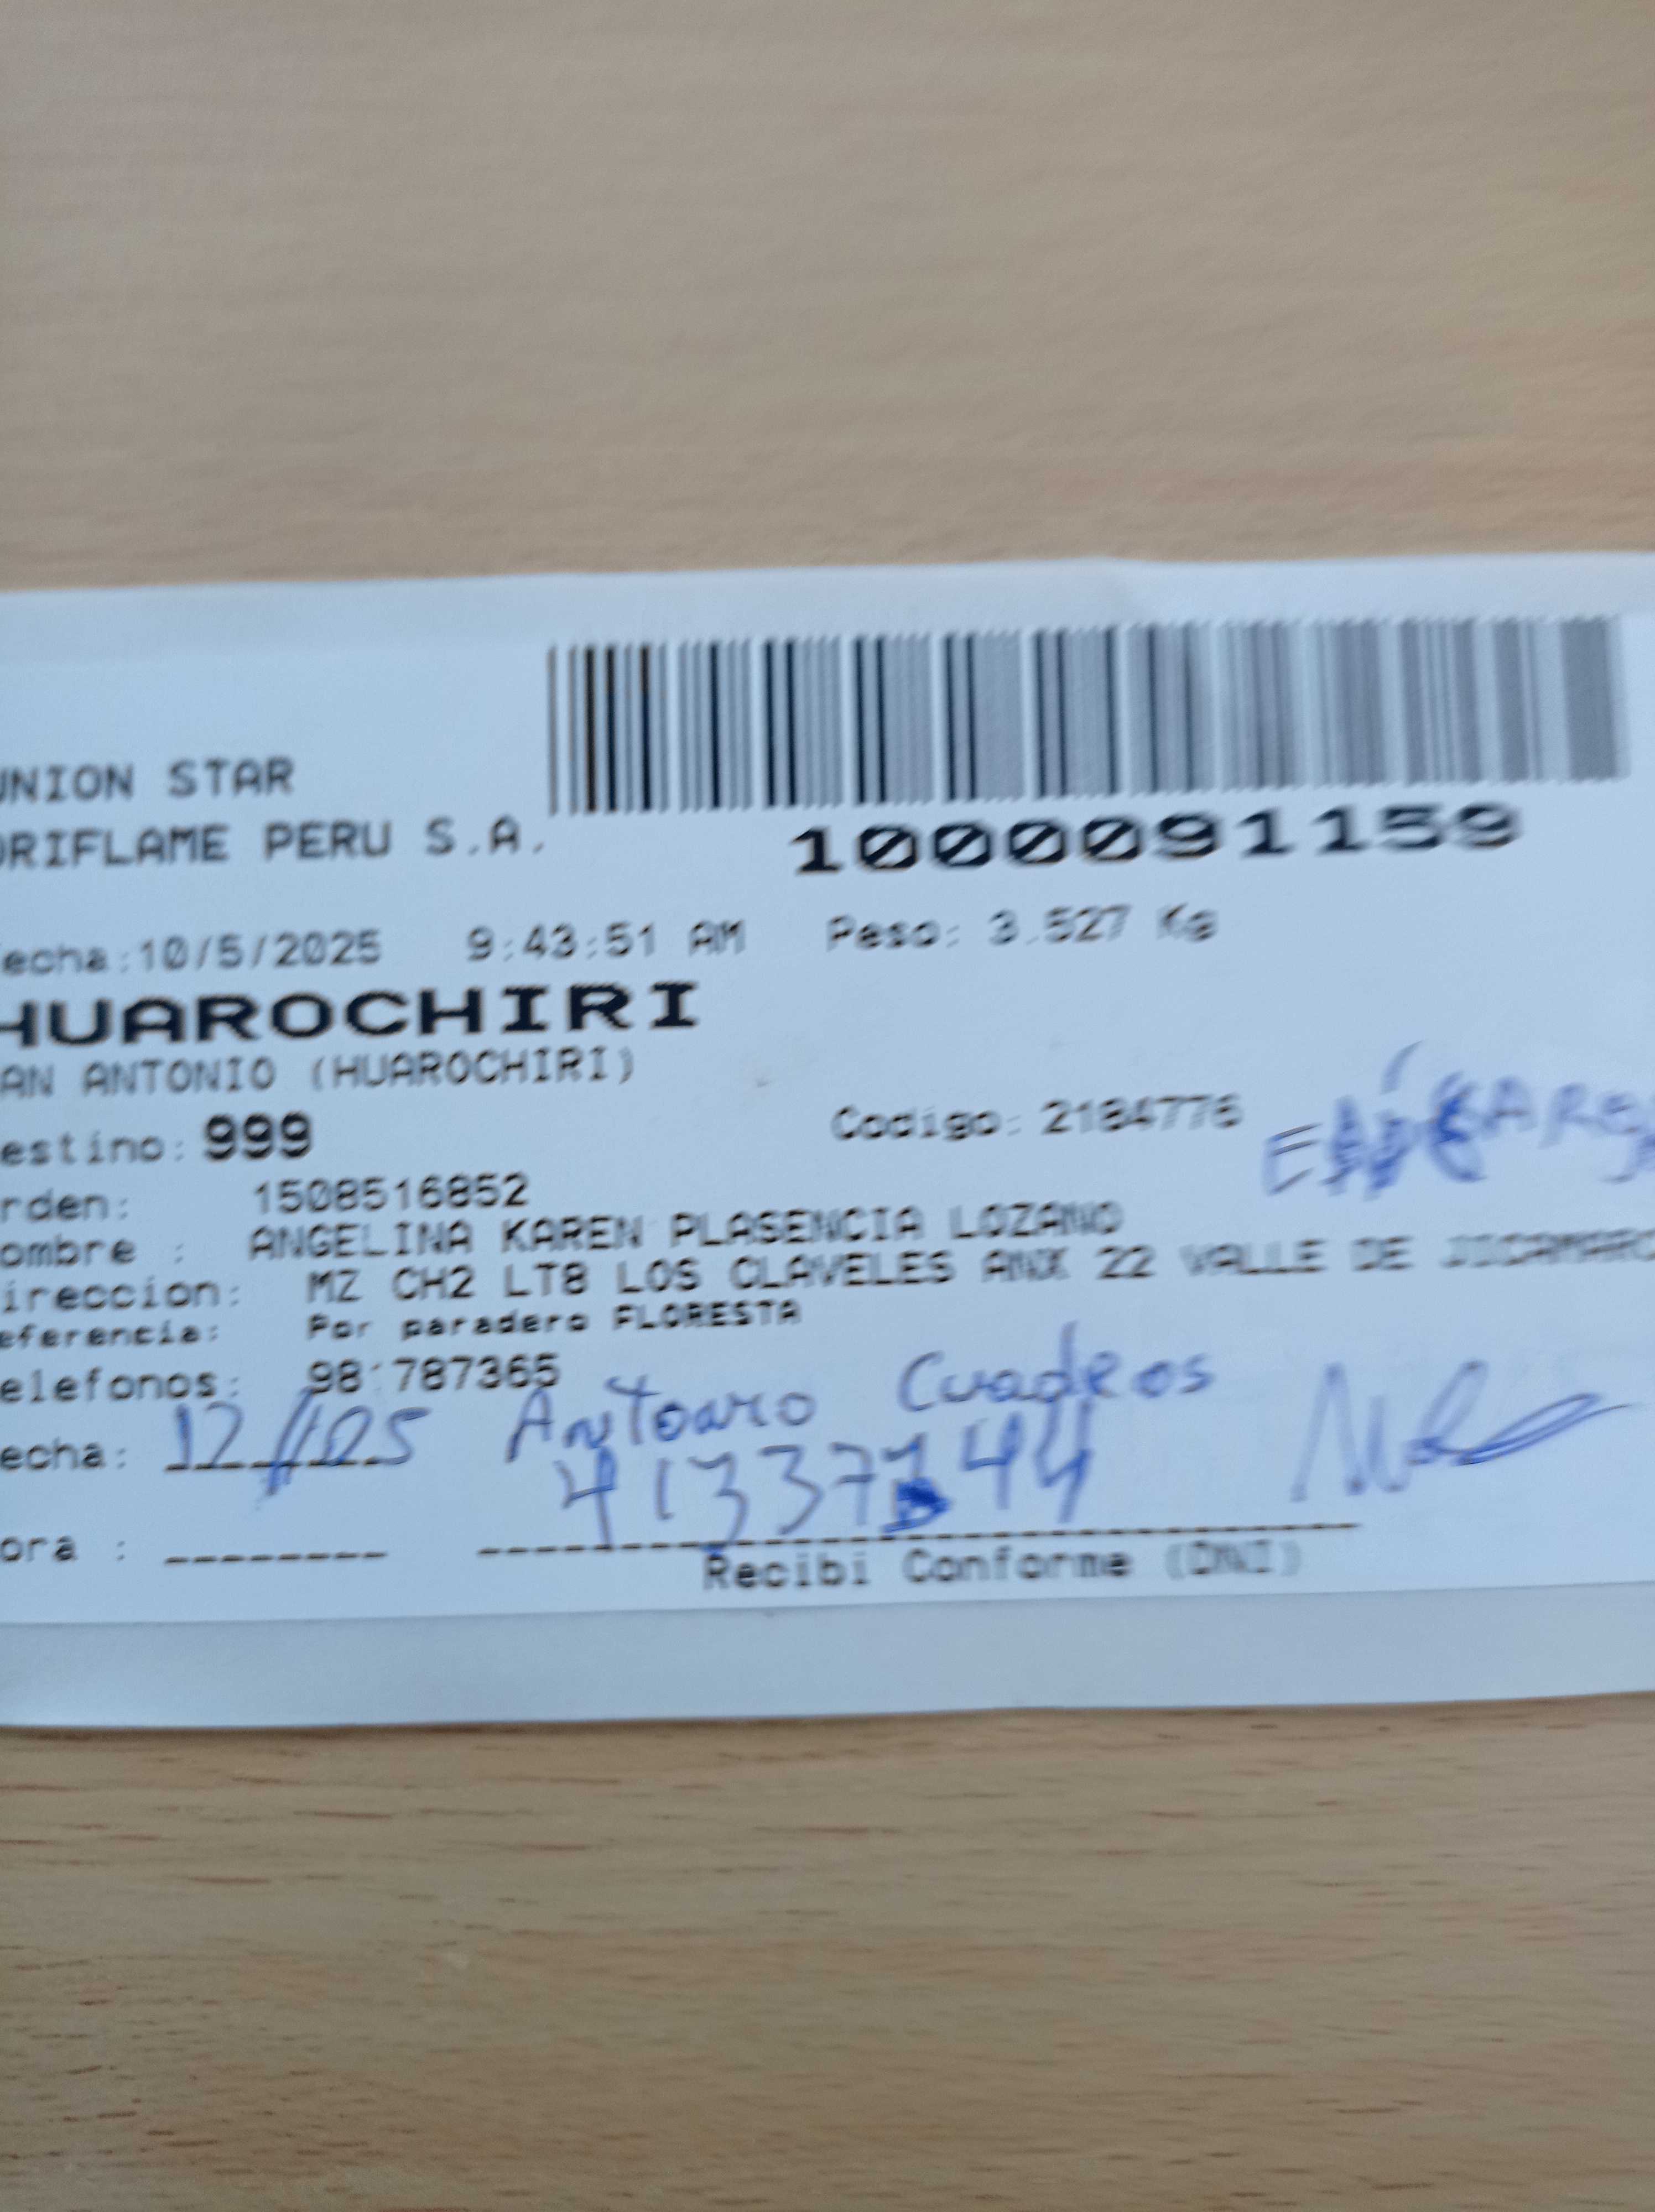 UNION STAR
ORIFLAME PERU S.A.
1000091159
echa:10/5/2025 9:43:51 AM Peso: 3.527 Kg
HUAROCHIRI
AN ANTONIO (HUAROCHIRI)
estino: 999 Codigo: 2184776
rden: 1508516852
ombre : ANGELINA KAREN PLASENCIA LOZANO
ireccion: MZ CH2 LT8 LOS CLAVELES ANX 22 VALLE DE JICAMARC
eferencia: Por paradero FLORESTA
elefonos: 98 787365
echa: Cuadros
ora :
Recibi Conforme (DNI)